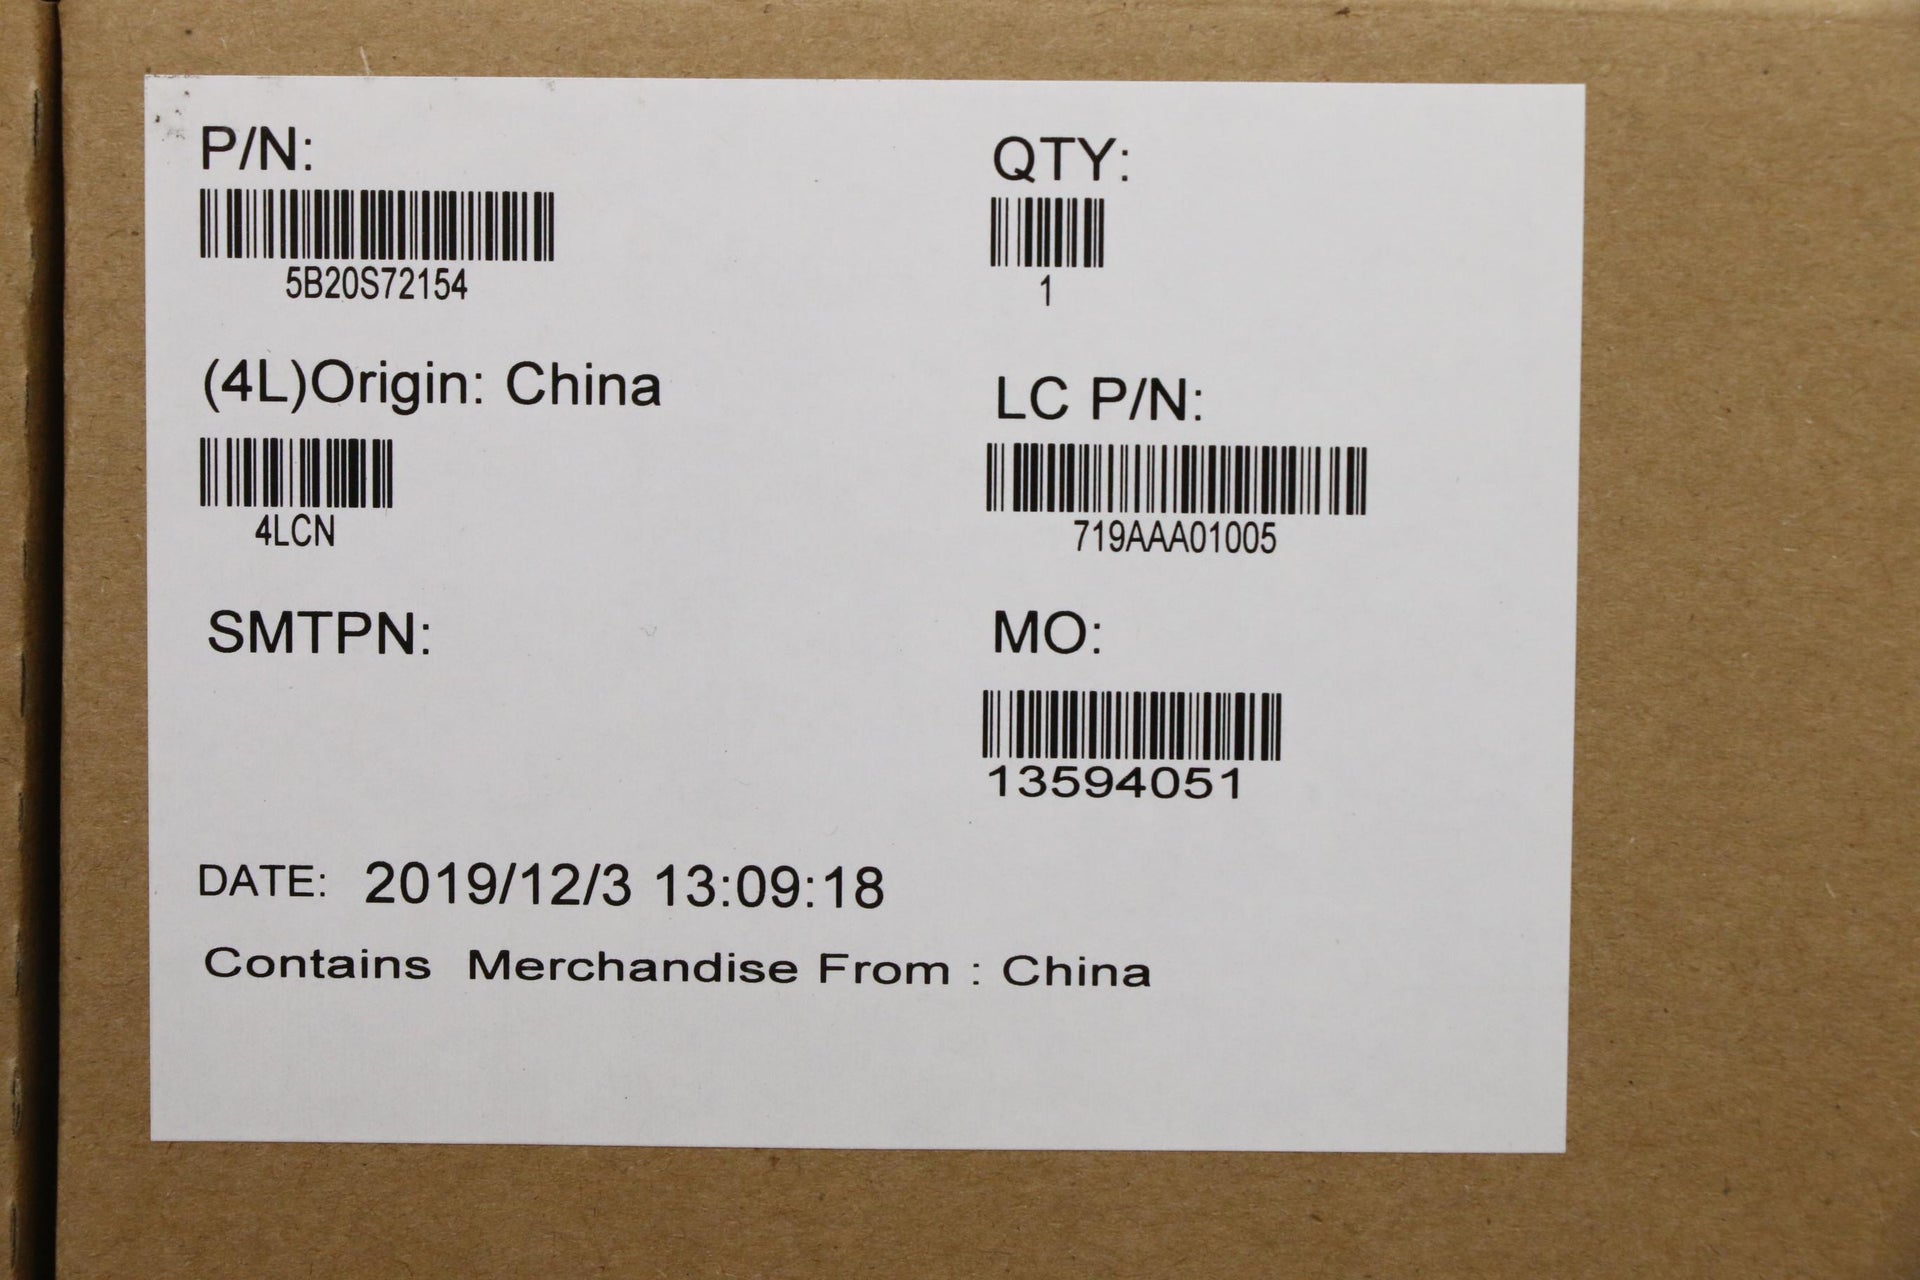 P/N:
5B20S72154
QTY:
1
(4L)Origin: China
4LCN
LC P/N:
719AAA01005
SMTPN:
MO:
13594051
DATE: 2019/12/3 13:09:18
Contains Merchandise From : China